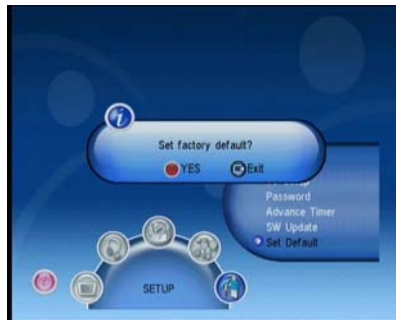 Set factory default?
YES Exit
Password
Advance Timer
SW Update
Set Default
SETUP